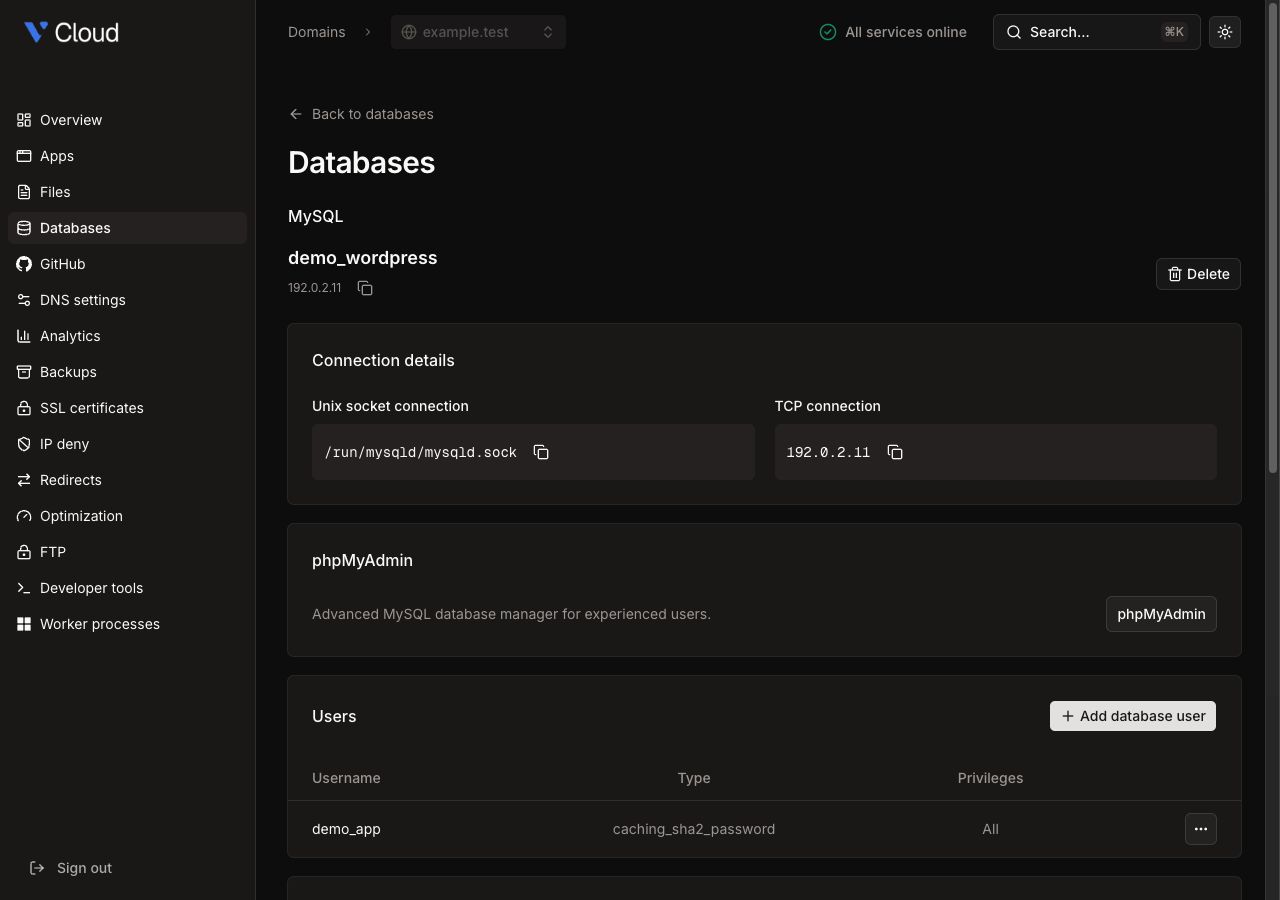 Cloud
Domains
example.test
All services online
Search...
⌘K
Overview
Apps
Files
Databases
GitHub
DNS settings
Analytics
Backups
SSL certificates
IP deny
Redirects
Optimization
FTP
Developer tools
Worker processes
Sign out
Back to databases
Databases
MySQL
demo_wordpress
192.0.2.11
Delete
Connection details
Unix socket connection
/run/mysqld/mysqld.sock
TCP connection
192.0.2.11
phpMyAdmin
Advanced MySQL database manager for experienced users.
phpMyAdmin
Users
Add database user
Username Type Privileges
demo_app caching_sha2_password All